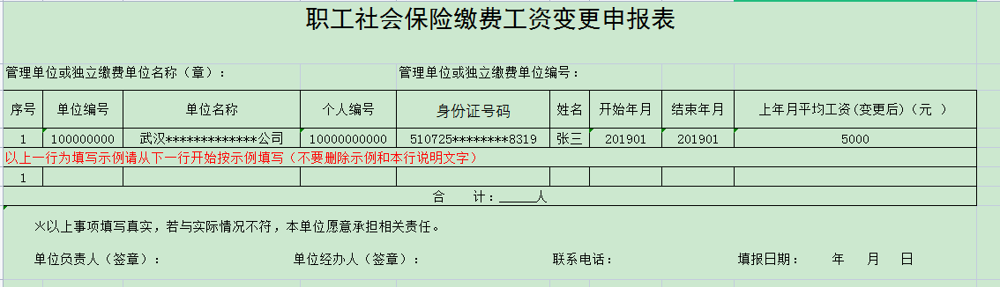 职工社会保险缴费工资变更申报表
管理单位或独立缴费单位名称（章）： 管理单位或独立缴费单位编号：
序号 单位编号 单位名称 个人编号 身份证号码 姓名 开始年月 结束年月 上年月平均工资(变更后)（元 ）
1 100000000 武汉*************公司 10000000000 510725********8319 张三 201901 201901 5000
以上一行为填写示例请从下一行开始按示例填写（不要删除示例和本行说明文字）
1
合 计：_____人
※以上事项填写真实，若与实际情况不符，本单位愿意承担相关责任。
单位负责人（签章）： 单位经办人（签章）： 联系电话： 填报日期： 年 月 日